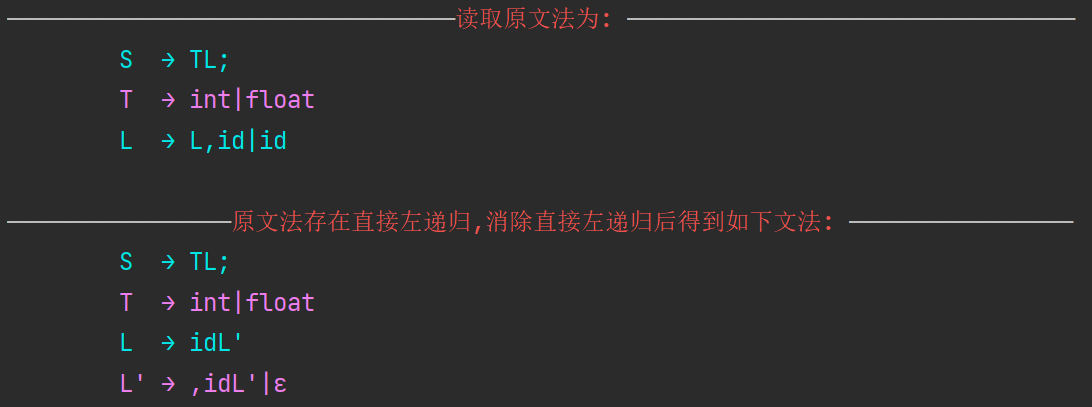 读取原文法为:
S → TL;
T → int|float
L → L,id|id
原文法存在直接左递归,消除直接左递归后得到如下文法:
S → TL;
T → int|float
L → idL'
L' → ,idL'|ε